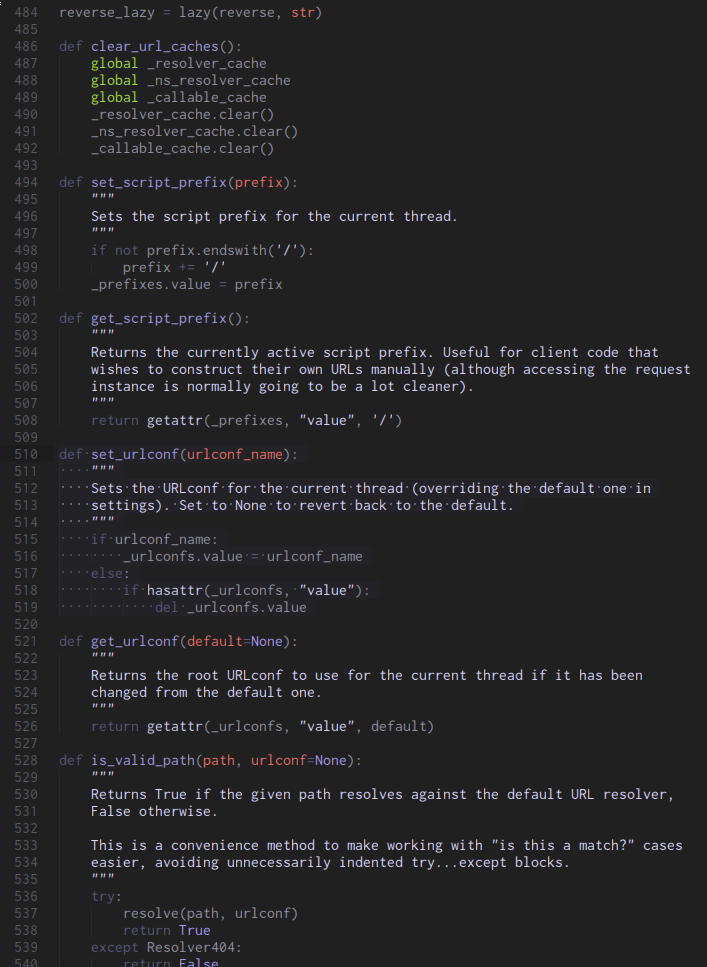 484 reverse_lazy = lazy(reverse, str)
485
486 def clear_url_caches():
487     global _resolver_cache
488     global _ns_resolver_cache
489     global _callable_cache
490     _resolver_cache.clear()
491     _ns_resolver_cache.clear()
492     _callable_cache.clear()
493
494 def set_script_prefix(prefix):
495     """
496     Sets the script prefix for the current thread.
497     """
498     if not prefix.endswith('/'):
499         prefix += '/'
500     _prefixes.value = prefix
501
502 def get_script_prefix():
503     """
504     Returns the currently active script prefix. Useful for client code that
505     wishes to construct their own URLs manually (although accessing the request
506     instance is normally going to be a lot cleaner).
507     """
508     return getattr(_prefixes, "value", '/')
509
510 def·set_urlconf(urlconf_name):
511 ····"""
512 ····Sets·the·URLconf·for·the·current·thread·(overriding·the·default·one·in
513 ····settings).·Set·to·None·to·revert·back·to·the·default.
514 ····"""
515 ····if·urlconf_name:
516 ········_urlconfs.value·=·urlconf_name
517 ····else:
518 ········if·hasattr(_urlconfs,·"value"):
519 ············del·_urlconfs.value
520
521 def get_urlconf(default=None):
522     """
523     Returns the root URLconf to use for the current thread if it has been
524     changed from the default one.
525     """
526     return getattr(_urlconfs, "value", default)
527
528 def is_valid_path(path, urlconf=None):
529     """
530     Returns True if the given path resolves against the default URL resolver,
531     False otherwise.
532
533     This is a convenience method to make working with "is this a match?" cases
534     easier, avoiding unnecessarily indented try...except blocks.
535     """
536     try:
537         resolve(path, urlconf)
538         return True
539     except Resolver404:
540         return False